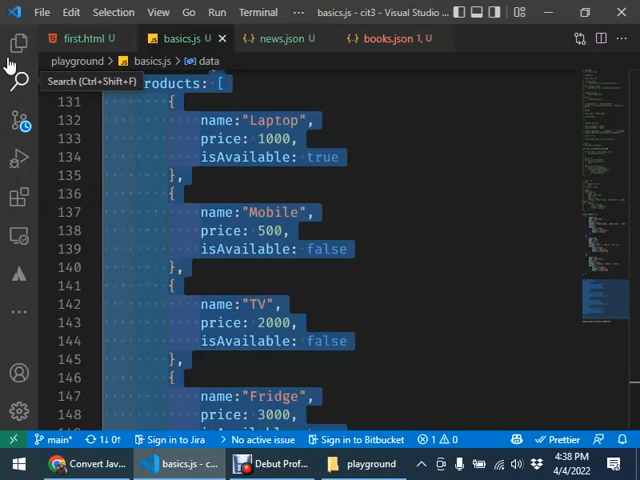 File Edit Selection View Go Run Terminal ··· basics.js - cit3 - Visual Studio...
first.html U basics.js U news.json U books.json 1, U
playground > basics.js > data
Search (Ctrl+Shift+F)
roducts: [
131 {
132 name:"Laptop",
133 price: 1000,
134 isAvailable: true
135 },
136 {
137 name:"Mobile",
138 price: 500,
139 isAvailable: false
140 },
141 {
142 name:"TV",
143 price: 2000,
144 isAvailable: false
145 },
146 {
147 name:"Fridge",
148 price: 3000,
main* 1↓ 0↑ Sign in to Jira No active issue Sign in to Bitbucket 1 0 Prettier
Convert Jav... basics.js - c... Debut Prof... playground 4:38 PM
4/4/2022